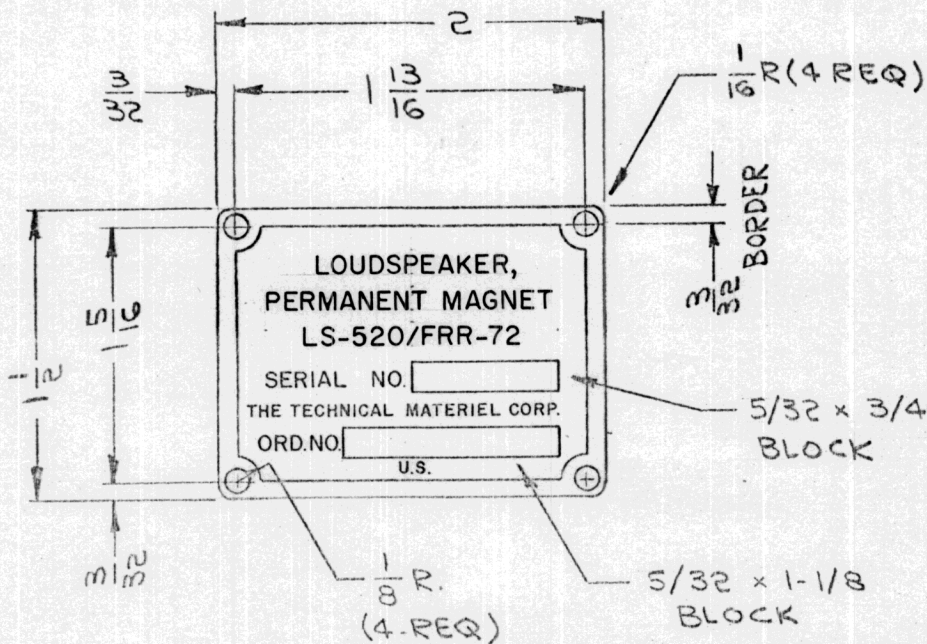 2
3/32
1 13/16
1/16 R (4 REQ)
BORDER
3/32
1 1/2
1 5/16
LOUDSPEAKER,
PERMANENT MAGNET
LS-520/FRR-72
SERIAL NO.
THE TECHNICAL MATERIEL CORP.
ORD.NO.
U.S.
5/32 × 3/4
BLOCK
3/32
1/8 R.
(4-REQ)
5/32 × 1-1/8
BLOCK